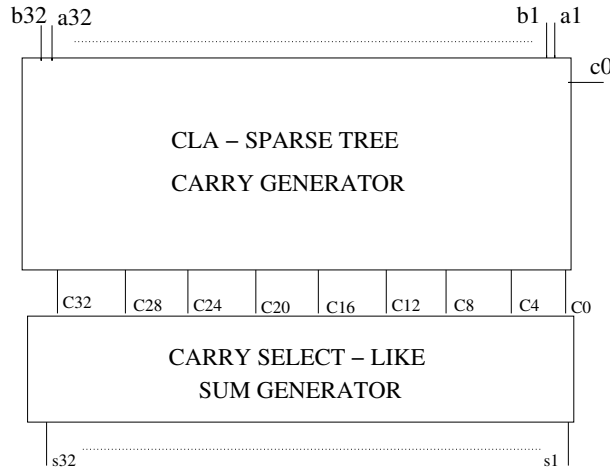 b32 a32 b1 a1
c0
CLA − SPARSE TREE
CARRY GENERATOR
C32 C28 C24 C20 C16 C12 C8 C4 C0
CARRY SELECT − LIKE
SUM GENERATOR
s32 s1